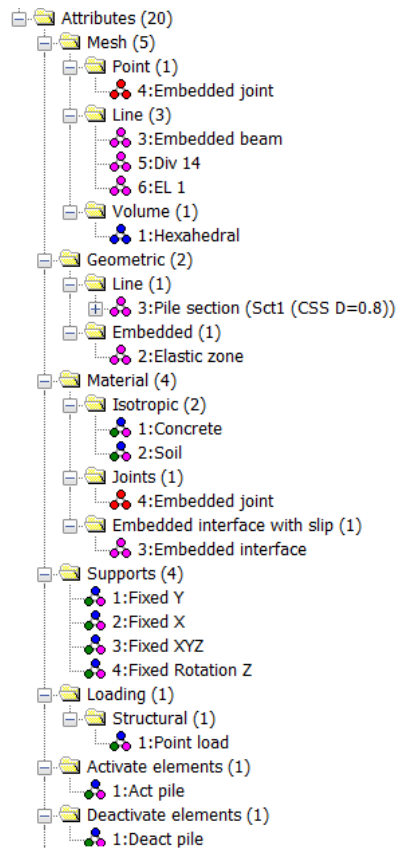 Attributes (20)
Mesh (5)
Point (1)
4:Embedded joint
Line (3)
3:Embedded beam
5:Div 14
6:EL 1
Volume (1)
1:Hexahedral
Geometric (2)
Line (1)
3:Pile section (Sct1 (CSS D=0.8))
Embedded (1)
2:Elastic zone
Material (4)
Isotropic (2)
1:Concrete
2:Soil
Joints (1)
4:Embedded joint
Embedded interface with slip (1)
3:Embedded interface
Supports (4)
1:Fixed Y
2:Fixed X
3:Fixed XYZ
4:Fixed Rotation Z
Loading (1)
Structural (1)
1:Point load
Activate elements (1)
1:Act pile
Deactivate elements (1)
1:Deact pile